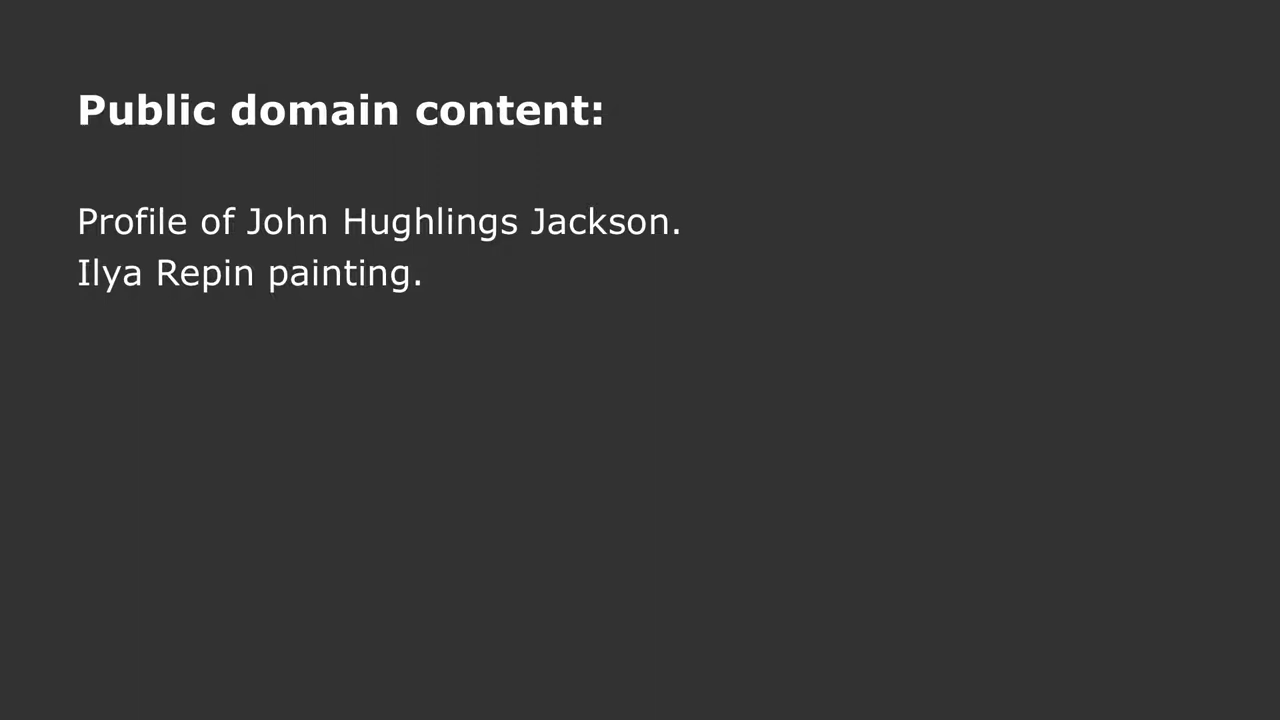 Public domain content:
Profile of John Hughlings Jackson.
Ilya Repin painting.